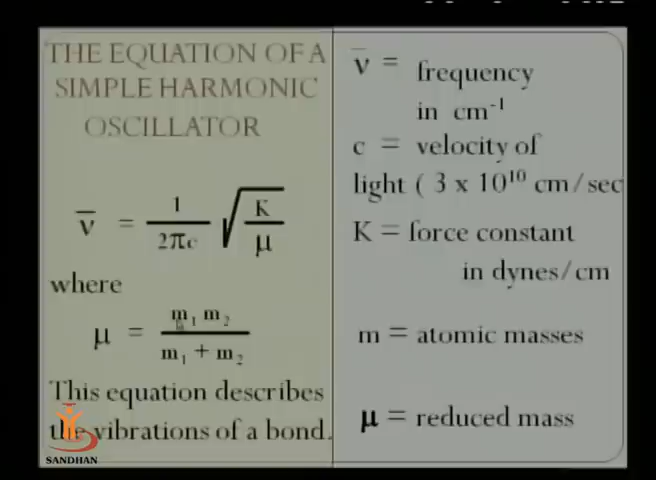 THE EQUATION OF A
SIMPLE HARMONIC
OSCILLATOR
ν̄ = 1/2πc √K/μ
where
μ = m₁ m₂ / m₁ + m₂
This equation describes
the vibrations of a bond.
SANDHAN
ν̄ = frequency
in cm⁻¹
c = velocity of
light ( 3 x 10¹⁰ cm/sec
K = force constant
in dynes/cm
m = atomic masses
μ = reduced mass